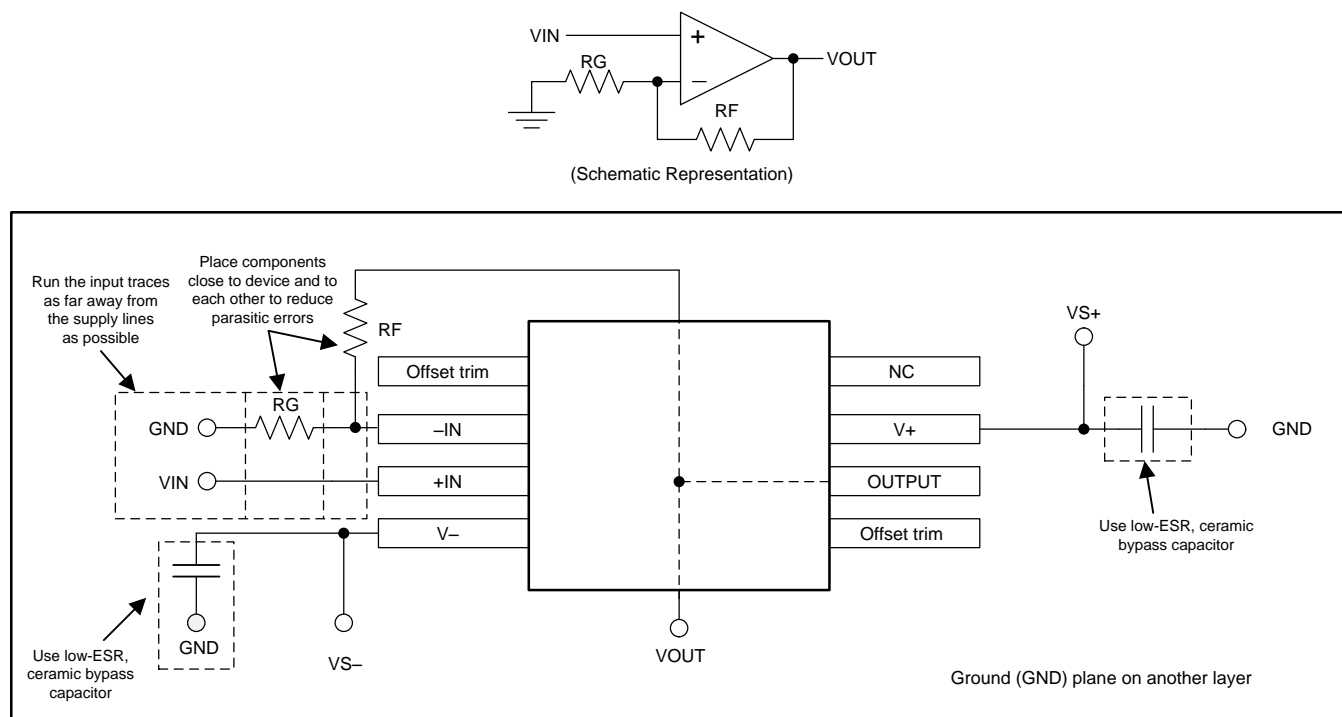 VIN
+
RG
–
VOUT
RF
(Schematic Representation)
Run the input traces
as far away from
the supply lines
as possible
Place components
close to device and to
each other to reduce
parasitic errors
RF
VS+
Offset trim
NC
RG
GND
–IN
V+
GND
VIN
+IN
OUTPUT
V–
Offset trim
Use low-ESR, ceramic
bypass capacitor
GND
VS–
VOUT
Use low-ESR,
ceramic bypass
capacitor
Ground (GND) plane on another layer